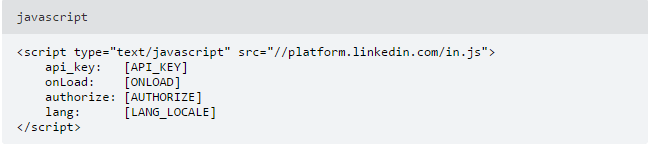 javascript
<script type="text/javascript" src="//platform.linkedin.com/in.js">
    api_key:   [API_KEY]
    onLoad:    [ONLOAD]
    authorize: [AUTHORIZE]
    lang:      [LANG_LOCALE]
</script>